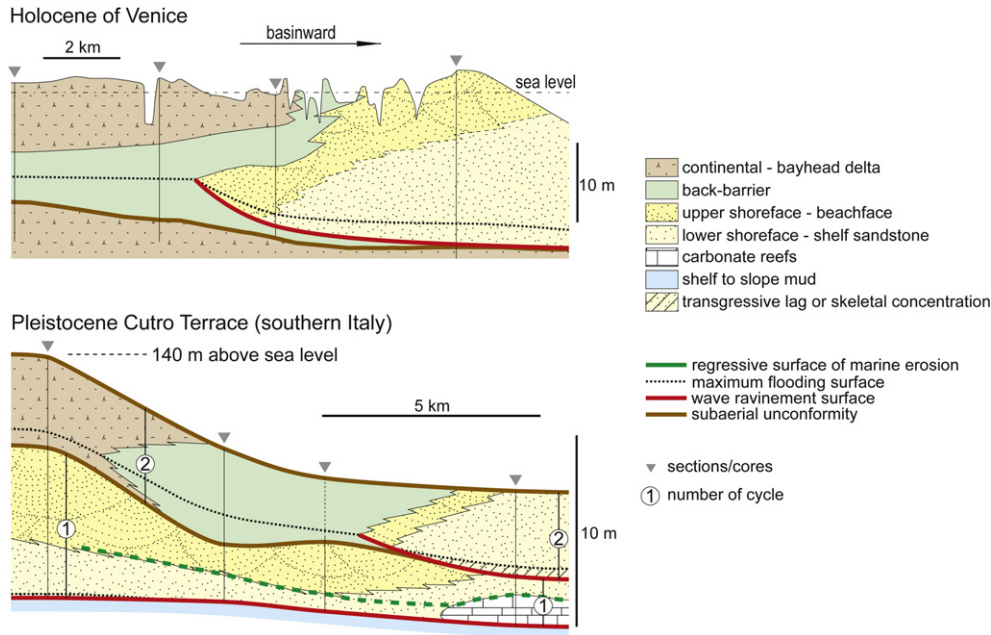 Holocene of Venice
2 km
basinward
sea level
10 m
continental - bayhead delta
back-barrier
upper shoreface - beachface
lower shoreface - shelf sandstone
carbonate reefs
shelf to slope mud
transgressive lag or skeletal concentration
Pleistocene Cutro Terrace (southern Italy)
140 m above sea level
5 km
10 m
2
1
2
1
regressive surface of marine erosion
maximum flooding surface
wave ravinement surface
subaerial unconformity
sections/cores
1 number of cycle